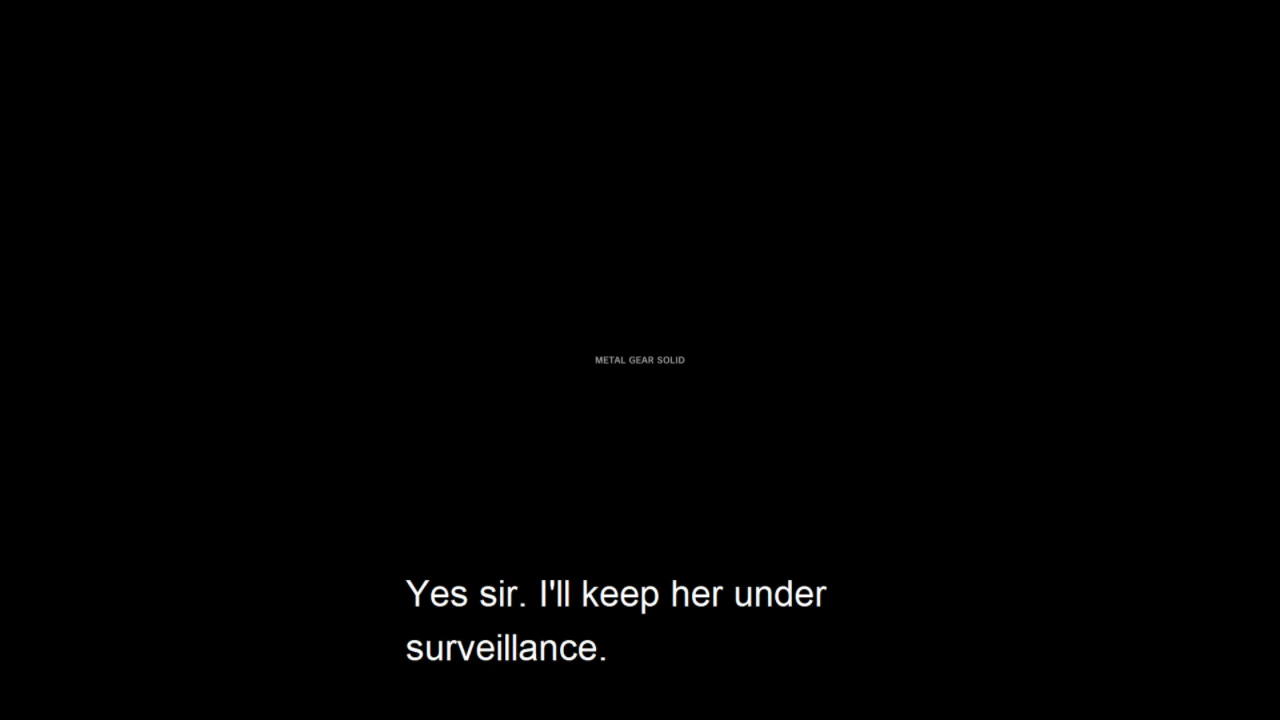 METAL GEAR SOLID
Yes sir. I'll keep her under
surveillance.